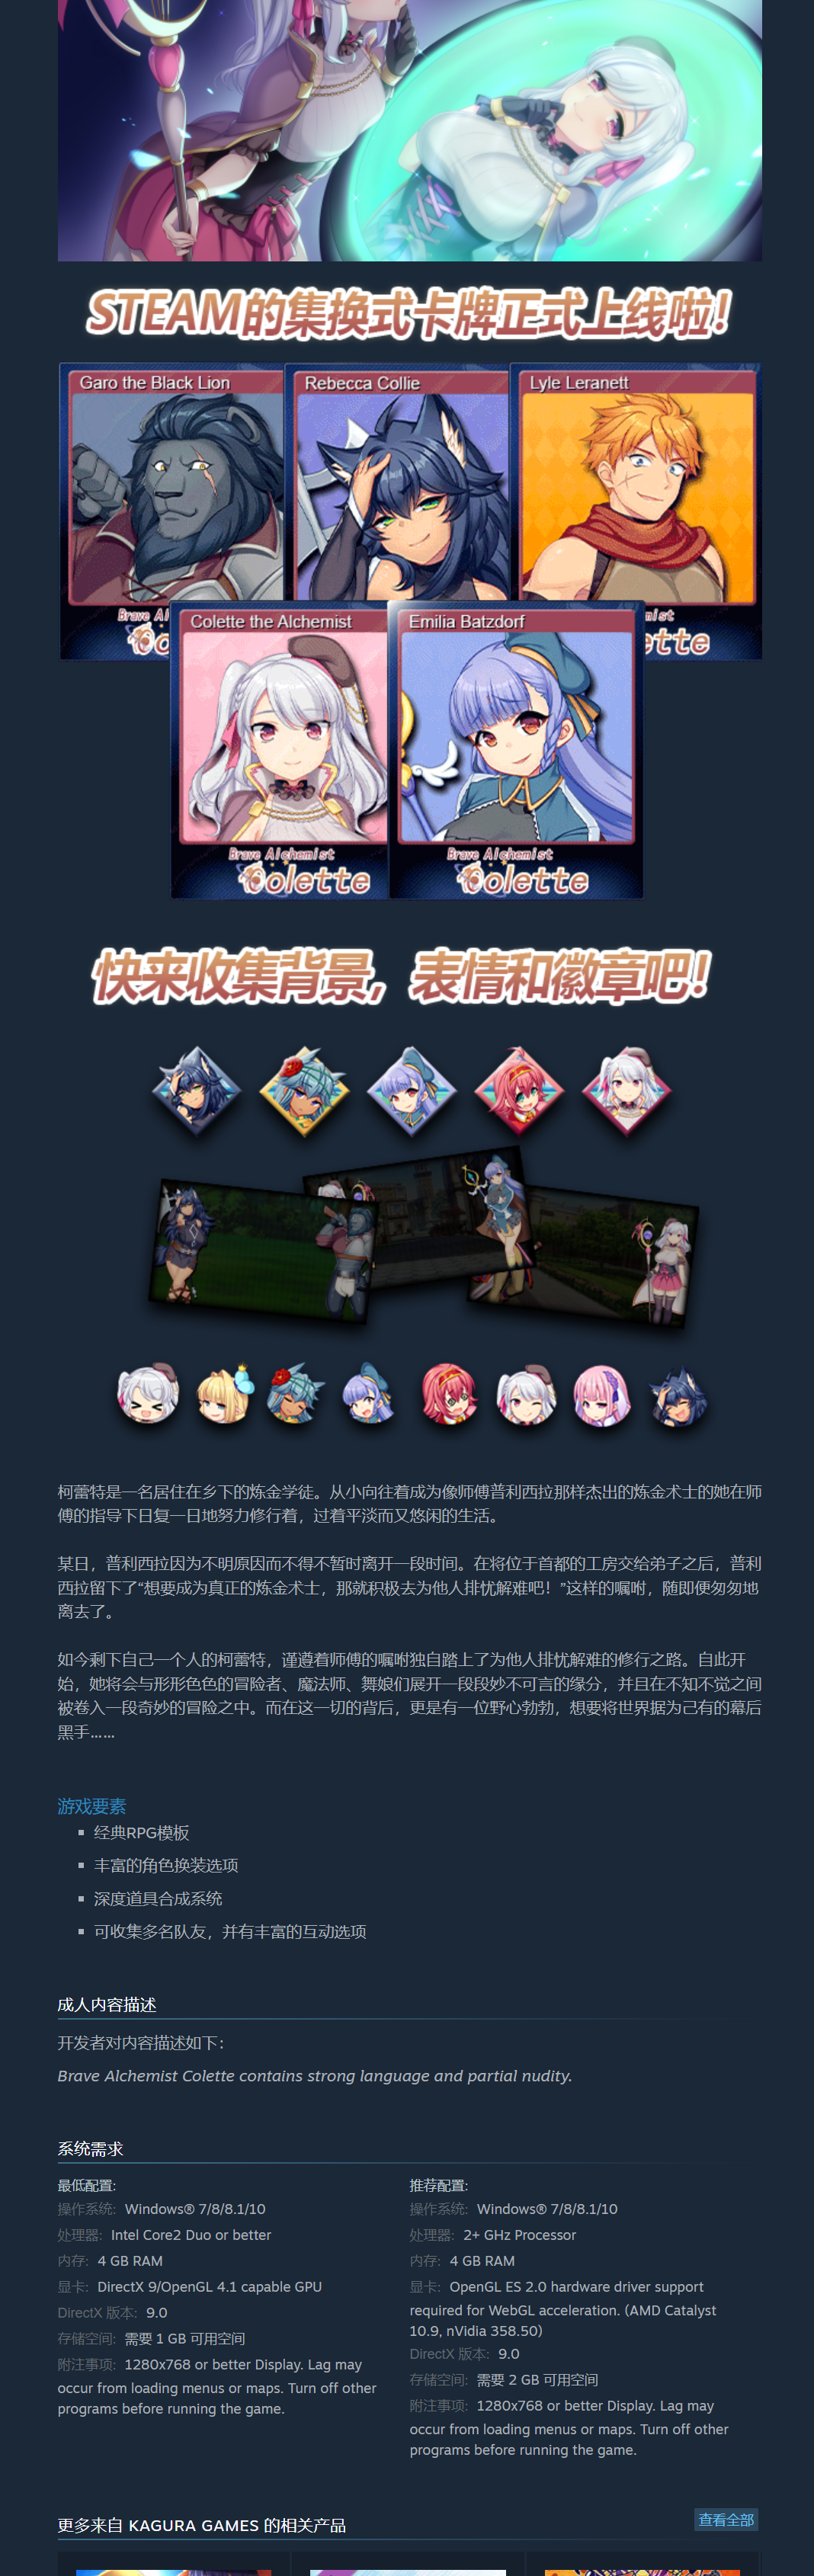 STEAM的集换式卡牌正式上线啦!
Garo the Black Lion
Rebecca Collie
Lyle Leranett
Colette the Alchemist
Emilia Batzdorf
Brave Alchemist
Colette
Brave Alchemist
Colette
快来收集背景，表情和徽章吧!
柯蕾特是一名居住在乡下的炼金学徒。从小向往着成为像师傅普利西拉那样杰出的炼金术士的她在师
傅的指导下日复一日地努力修行着，过着平淡而又悠闲的生活。
某日，普利西拉因为不明原因而不得不暂时离开一段时间。在将位于首都的工房交给弟子之后，普利
西拉留下了“想要成为真正的炼金术士，那就积极去为他人排忧解难吧！”这样的嘱咐，随即便匆匆地
离去了。
如今剩下自己一个人的柯蕾特，谨遵着师傅的嘱咐独自踏上了为他人排忧解难的修行之路。自此开
始，她将会与形形色色的冒险者、魔法师、舞娘们展开一段段妙不可言的缘分，并且在不知不觉之间
被卷入一段奇妙的冒险之中。而在这一切的背后，更是有一位野心勃勃，想要将世界据为己有的幕后
黑手……
游戏要素
经典RPG模板
丰富的角色换装选项
深度道具合成系统
可收集多名队友，并有丰富的互动选项
成人内容描述
开发者对内容描述如下：
Brave Alchemist Colette contains strong language and partial nudity.
系统需求
最低配置:
操作系统: Windows® 7/8/8.1/10
处理器: Intel Core2 Duo or better
内存: 4 GB RAM
显卡: DirectX 9/OpenGL 4.1 capable GPU
DirectX 版本: 9.0
存储空间: 需要 1 GB 可用空间
附注事项: 1280x768 or better Display. Lag may
occur from loading menus or maps. Turn off other
programs before running the game.
推荐配置:
操作系统: Windows® 7/8/8.1/10
处理器: 2+ GHz Processor
内存: 4 GB RAM
显卡: OpenGL ES 2.0 hardware driver support
required for WebGL acceleration. (AMD Catalyst
10.9, nVidia 358.50)
DirectX 版本: 9.0
存储空间: 需要 2 GB 可用空间
附注事项: 1280x768 or better Display. Lag may
occur from loading menus or maps. Turn off other
programs before running the game.
更多来自 KAGURA GAMES 的相关产品
查看全部